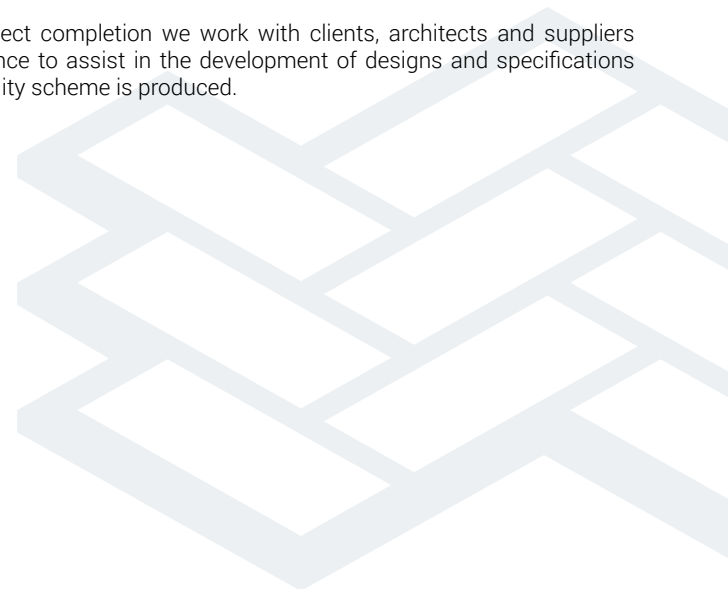 ect completion we work with clients, architects and suppliers
nce to assist in the development of designs and specifications
ity scheme is produced.